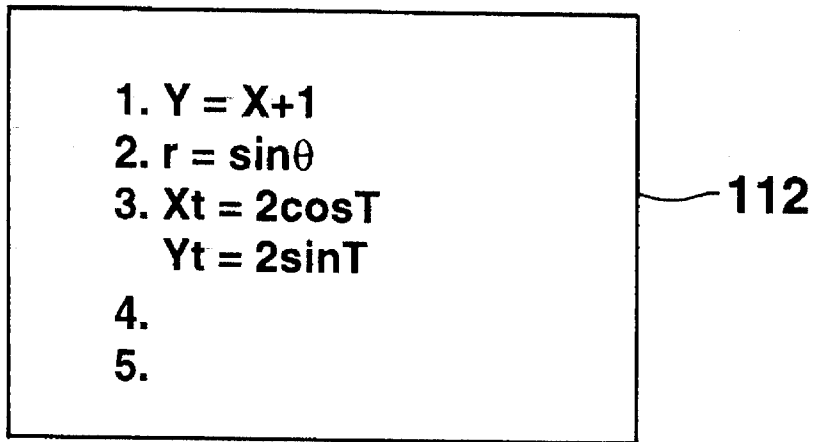 1. Y = X+1
2. r = sinθ
3. Xt = 2cosT
Yt = 2sinT
4.
5.
112